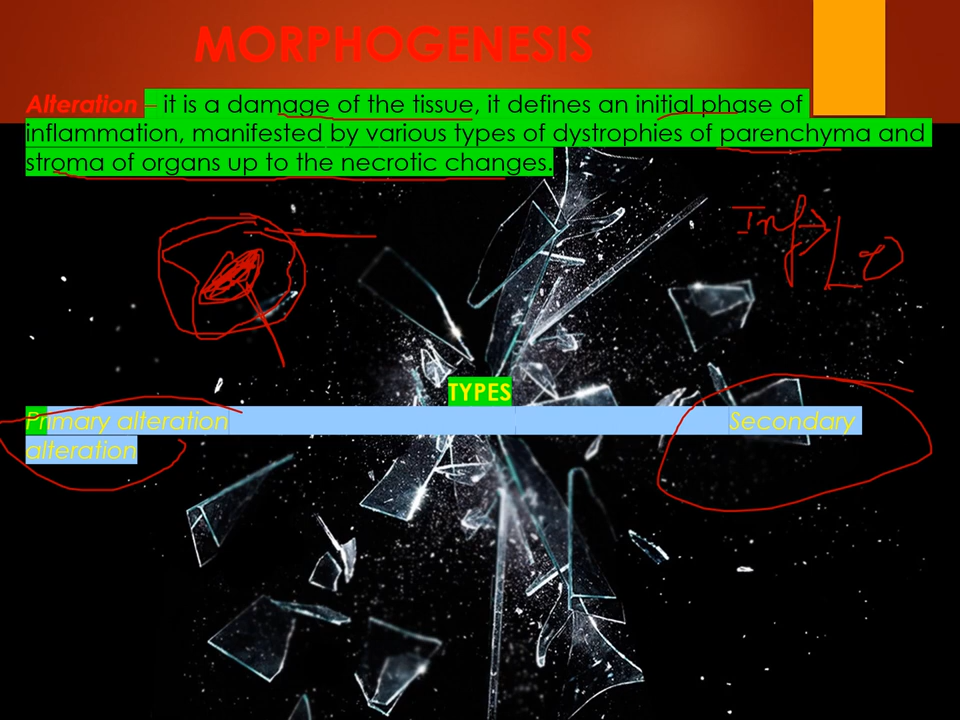 MORPHOGENESIS
Alteration – it is a damage of the tissue, it defines an initial phase of
inflammation, manifested by various types of dystrophies of parenchyma and
stroma of organs up to the necrotic changes.
TYPES
Primary alteration Secondary
alteration